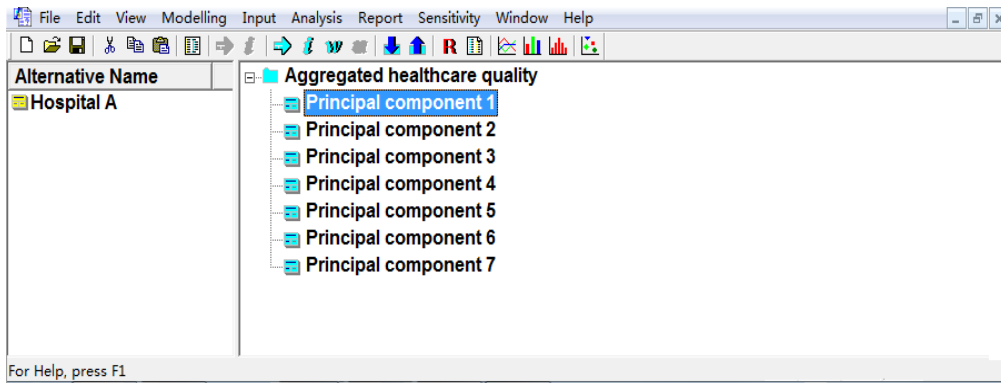 File Edit View Modelling Input Analysis Report Sensitivity Window Help
i i w R
Alternative Name
Hospital A
Aggregated healthcare quality
Principal component 1
Principal component 2
Principal component 3
Principal component 4
Principal component 5
Principal component 6
Principal component 7
For Help, press F1